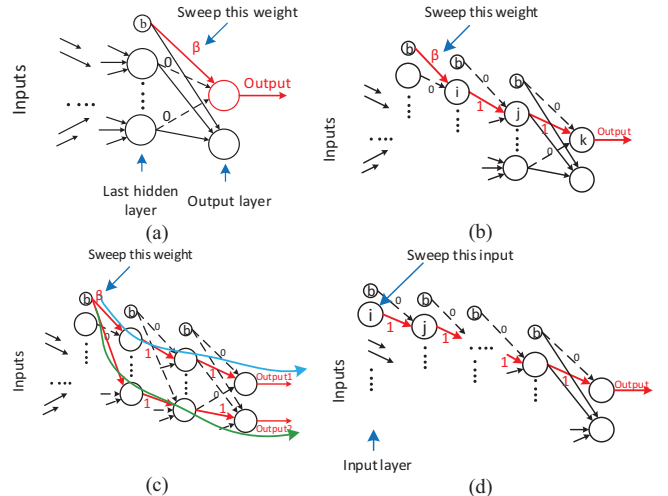 Sweep this weight
b
β
0
Output
0
Inputs
Last hidden
layer
Output layer
(a)
Sweep this weight
b
β
b
0
0
i
b
1
j
0
1
k
Output
Inputs
(b)
Sweep this weight
b
β
b
b
0
1
0
1
Output1
1
0
1
Output2
Inputs
(c)
Sweep this input
b
0
b
i
1
j
b
0
b
0
1
1
Output
Inputs
Input layer
(d)